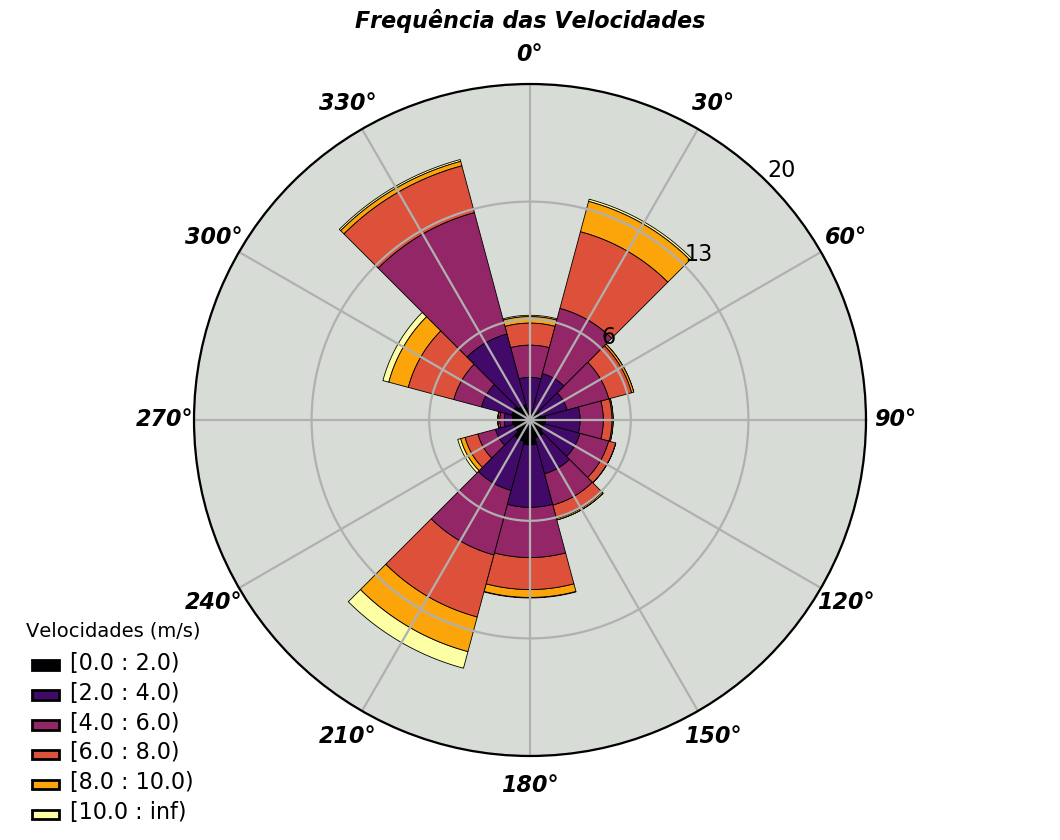 Frequência das Velocidades
0°
330°
30°
20
300°
60°
13
6
270°
90°
240°
120°
210°
150°
180°
Velocidades (m/s)
[0.0 : 2.0)
[2.0 : 4.0)
[4.0 : 6.0)
[6.0 : 8.0)
[8.0 : 10.0)
[10.0 : inf)